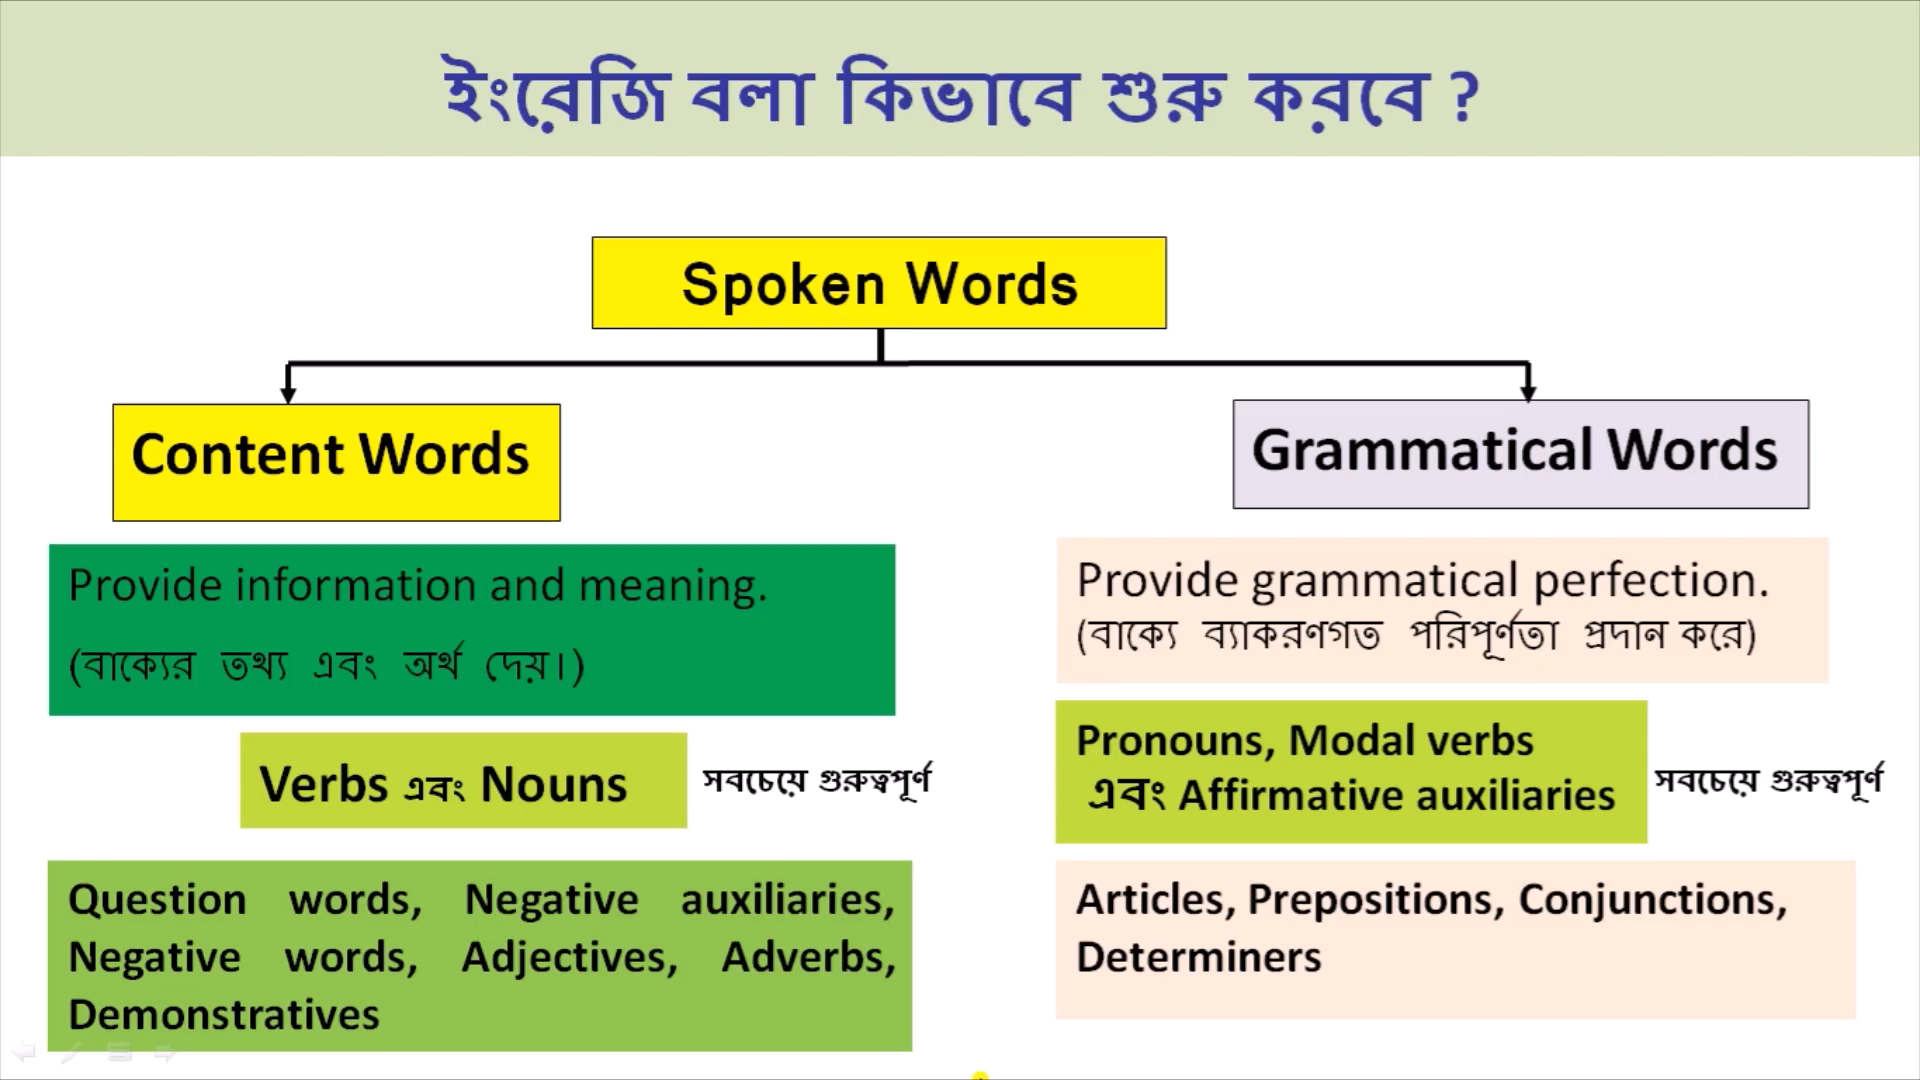 ইংরেজি বলা কিভাবে শুরু করবে ?
Spoken Words
Content Words
Grammatical Words
Provide information and meaning.
(বাক্যের তথ্য এবং অর্থ দেয়।)
Provide grammatical perfection.
(বাক্যে ব্যাকরণগত পরিপূর্ণতা প্রদান করে)
Verbs এবং Nouns
সবচেয়ে গুরুত্বপূর্ণ
Pronouns, Modal verbs
এবং Affirmative auxiliaries
সবচেয়ে গুরুত্বপূর্ণ
Question words, Negative auxiliaries,
Negative words, Adjectives, Adverbs,
Demonstratives
Articles, Prepositions, Conjunctions,
Determiners